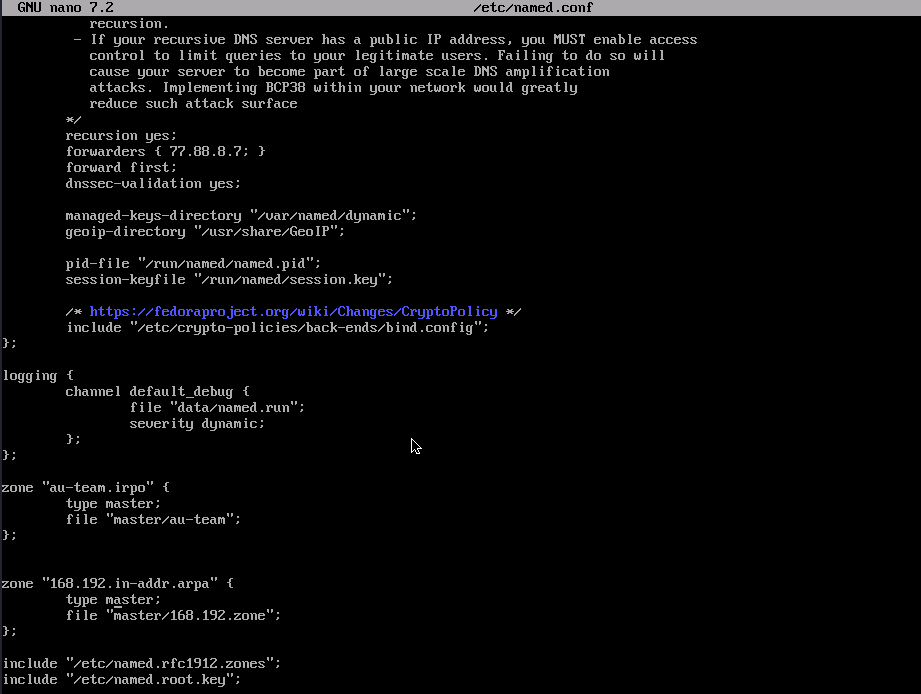 GNU nano 7.2 /etc/named.conf
recursion.
- If your recursive DNS server has a public IP address, you MUST enable access
control to limit queries to your legitimate users. Failing to do so will
cause your server to become part of large scale DNS amplification
attacks. Implementing BCP38 within your network would greatly
reduce such attack surface
*/
recursion yes;
forwarders { 77.88.8.7; }
forward first;
dnssec-validation yes;
managed-keys-directory "/var/named/dynamic";
geoip-directory "/usr/share/GeoIP";
pid-file "/run/named/named.pid";
session-keyfile "/run/named/session.key";
/* https://fedoraproject.org/wiki/Changes/CryptoPolicy */
include "/etc/crypto-policies/back-ends/bind.config";
};
logging {
channel default_debug {
file "data/named.run";
severity dynamic;
};
};
zone "au-team.irpo" {
type master;
file "master/au-team";
};
zone "168.192.in-addr.arpa" {
type master;
file "master/168.192.zone";
};
include "/etc/named.rfc1912.zones";
include "/etc/named.root.key";